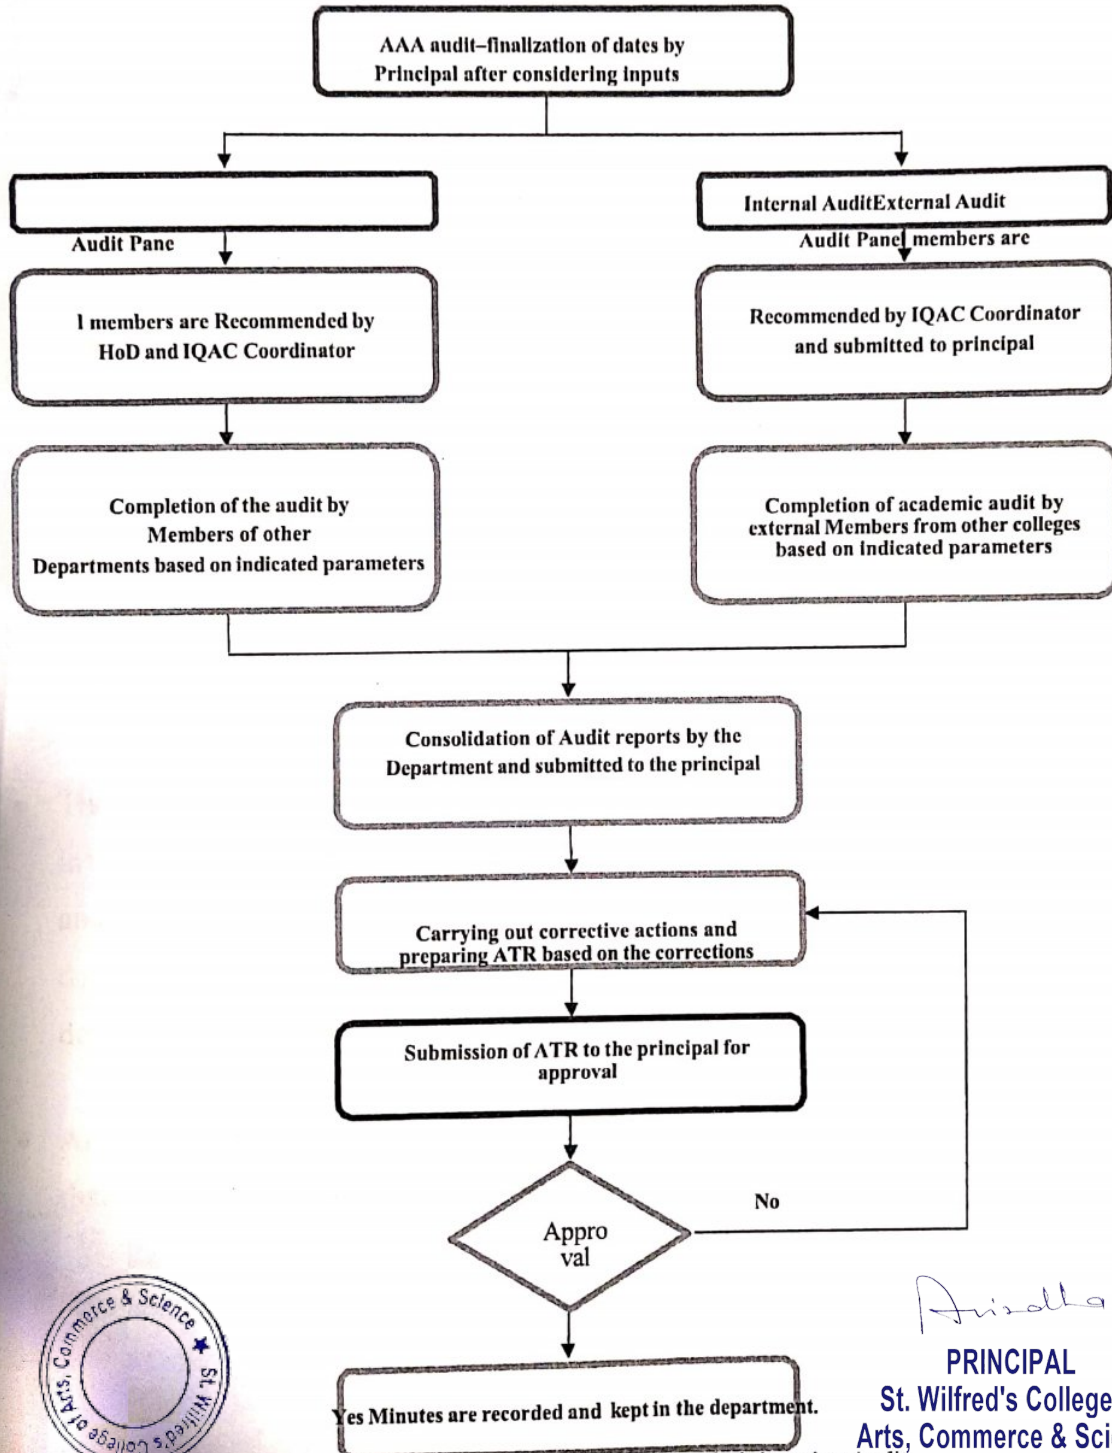 AAA audit–finalization of dates by
Principal after considering inputs
Internal AuditExternal Audit
Audit Pane
Audit Panel members are
1 members are Recommended by
HoD and IQAC Coordinator
Recommended by IQAC Coordinator
and submitted to principal
Completion of the audit by
Members of other
Departments based on indicated parameters
Completion of academic audit by
external Members from other colleges
based on indicated parameters
Consolidation of Audit reports by the
Department and submitted to the principal
Carrying out corrective actions and
preparing ATR based on the corrections
Submission of ATR to the principal for
approval
No
Appro
val
Yes Minutes are recorded and kept in the department.
St. Wilfred's College of Arts, Commerce & Science
PRINCIPAL
St. Wilfred's College
Arts, Commerce & Sci